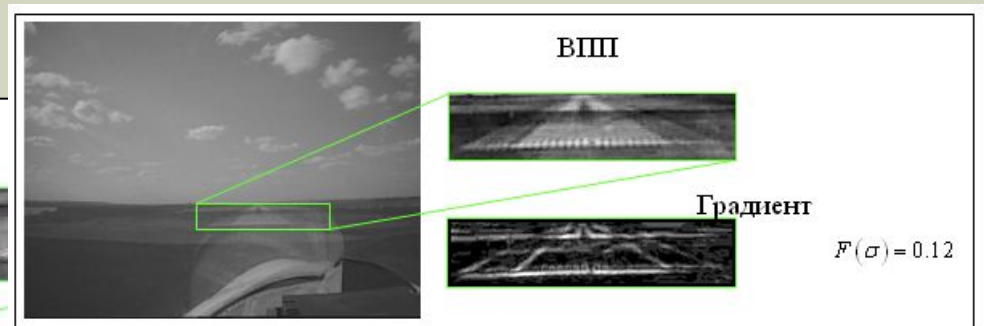 ВПП
Градиент
F(σ) = 0.12